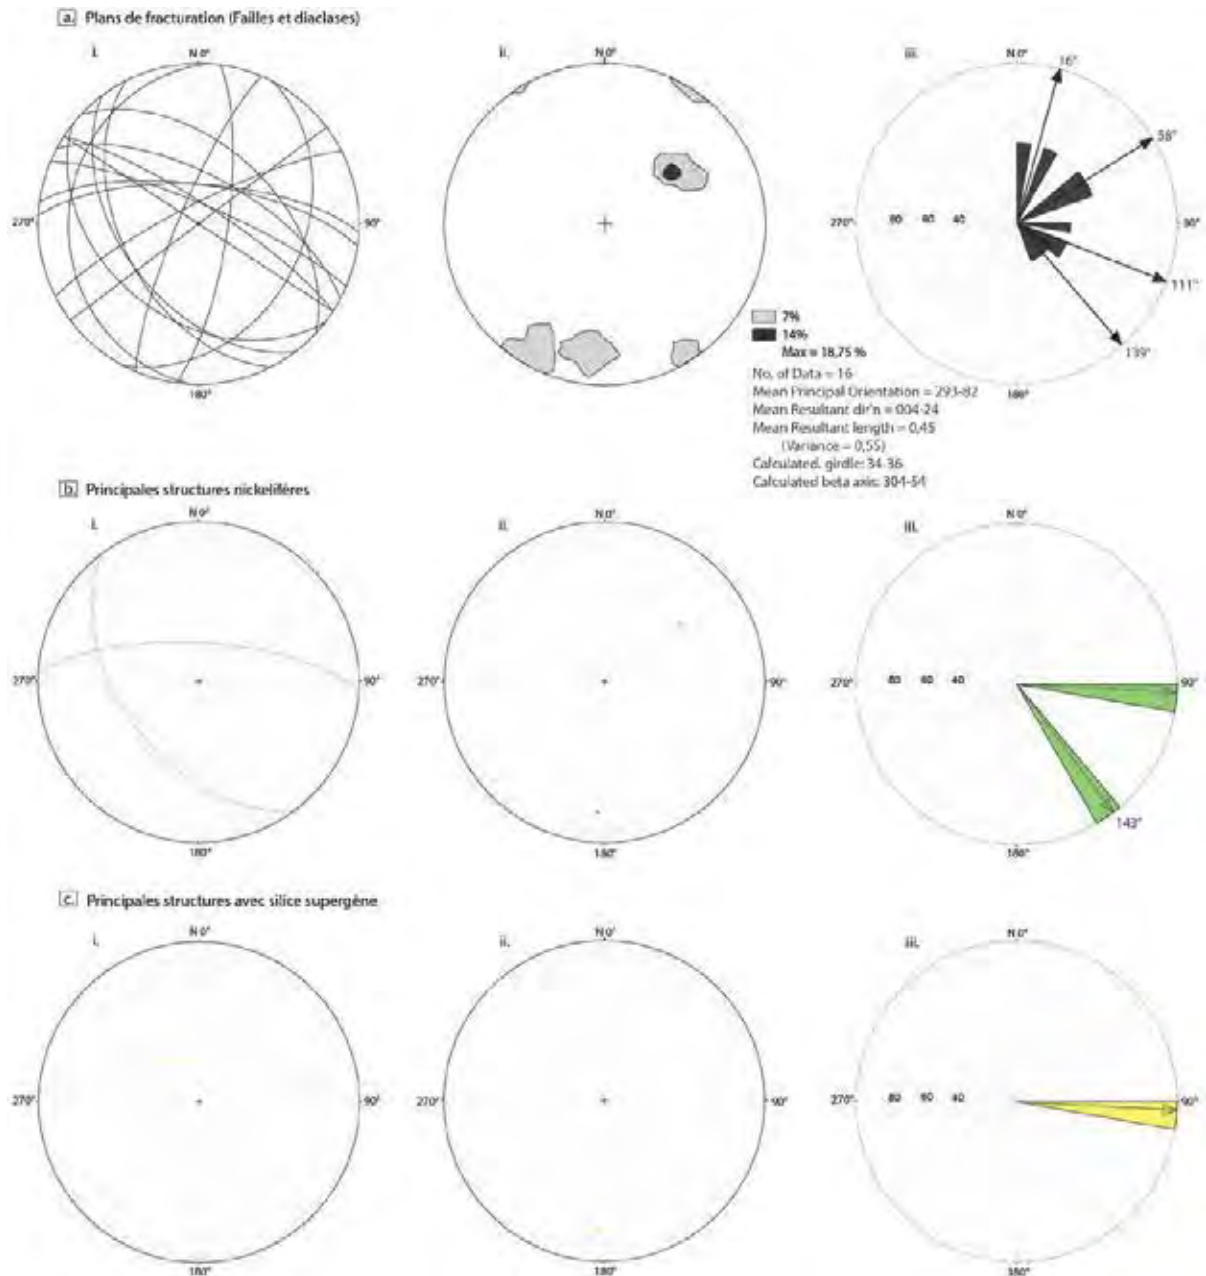 a. Plans de fracturation (Failles et diaclases)
i. ii. iii.
N 0° N 0° N 0°
16°
58°
270° 90° 270° 270° 80 60 40 90°
111°
139°
180° 180°
7%
14%
Max = 18,75 %
No. of Data = 16
Mean Principal Orientation = 293-82
Mean Resultant dir'n = 004-24
Mean Resultant length = 0,45
(Variance = 0,55)
Calculated. girdle: 34-36
Calculated beta axis: 304-54
b. Principales structures nickelifères
i. ii. iii.
N 0° N 0° N 0°
270° 90° 270° 90° 270° 80 60 40 90°
143°
180° 180° 180°
c. Principales structures avec silice supergène
i. ii. iii.
N 0° N 0° N 0°
270° 90° 270° 90° 270° 80 60 40 90°
180° 180° 180°